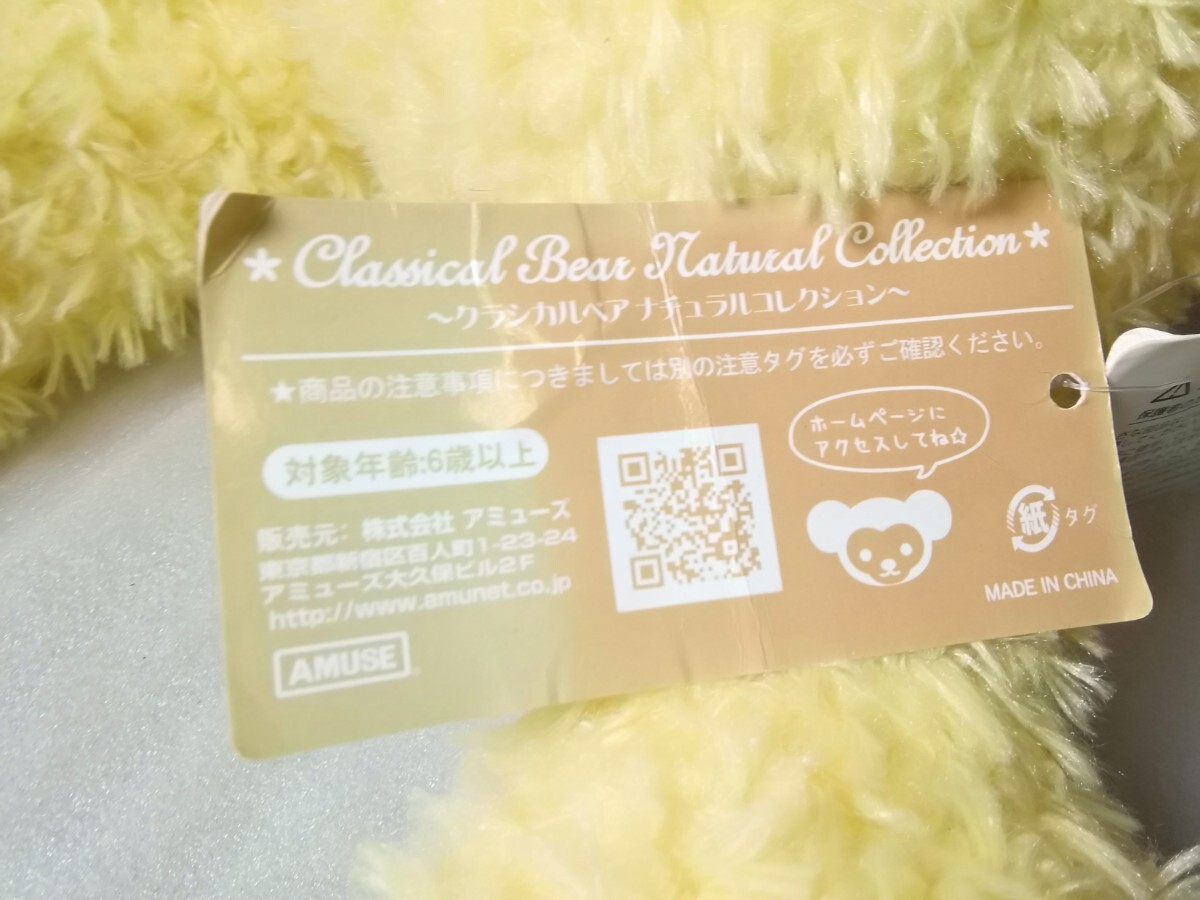 ★Classical Bear Natural Collection★
〜クラシカルベア ナチュラルコレクション〜
★商品の注意事項につきましては別の注意タグを必ずご確認ください。
対象年齢:6歳以上
販売元: 株式会社 アミューズ
東京都新宿区百人町1-23-24
アミューズ大久保ビル2F
http://www.amunet.co.jp
AMUSE
ホームページに
アクセスしてね☆
紙 タグ
MADE IN CHINA